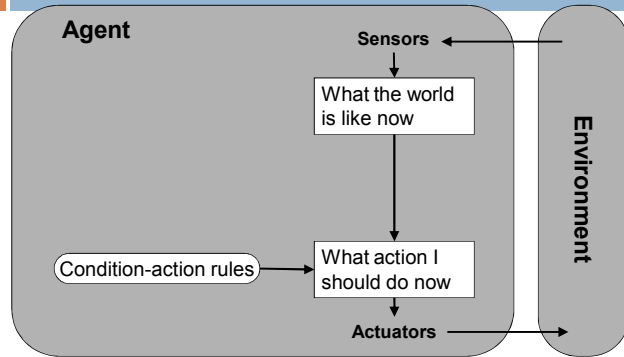 Agent
Sensors
What the world
is like now
Environment
Condition-action rules
What action I
should do now
Actuators